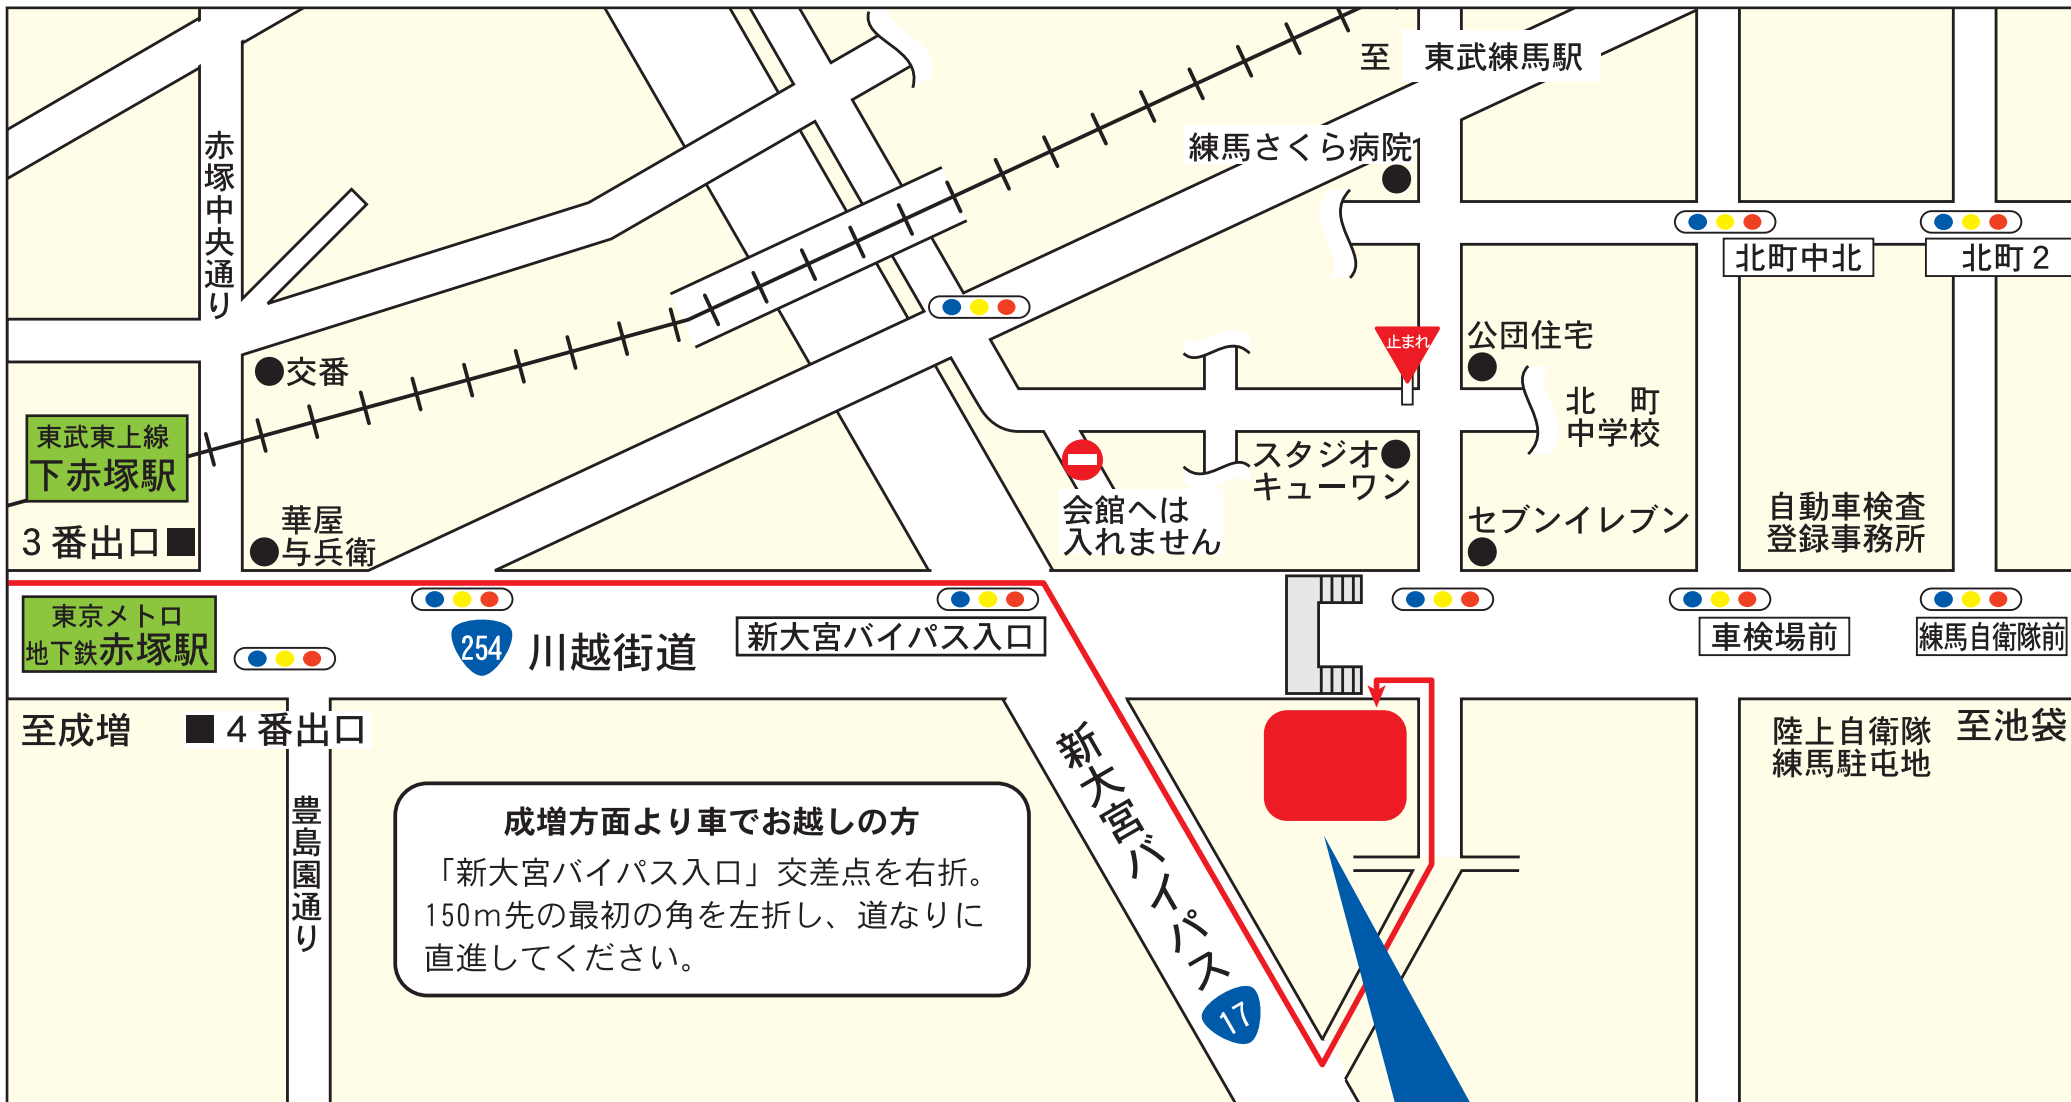 至　東武練馬駅
練馬さくら病院
赤塚中央通り
北町中北
北町2
公団住宅
止まれ
交番
北　町
中学校
東武東上線
下赤塚駅
スタジオ
キューワン
会館へは
入れません
セブンイレブン
自動車検査
登録事務所
3番出口
華屋
与兵衛
東京メトロ
地下鉄赤塚駅
254
川越街道
新大宮バイパス入口
車検場前
練馬自衛隊前
至成増
4番出口
新大宮バイパス
17
陸上自衛隊
練馬駐屯地
至池袋
豊島園通り
成増方面より車でお越しの方
「新大宮バイパス入口」交差点を右折。
150m先の最初の角を左折し、道なりに
直進してください。